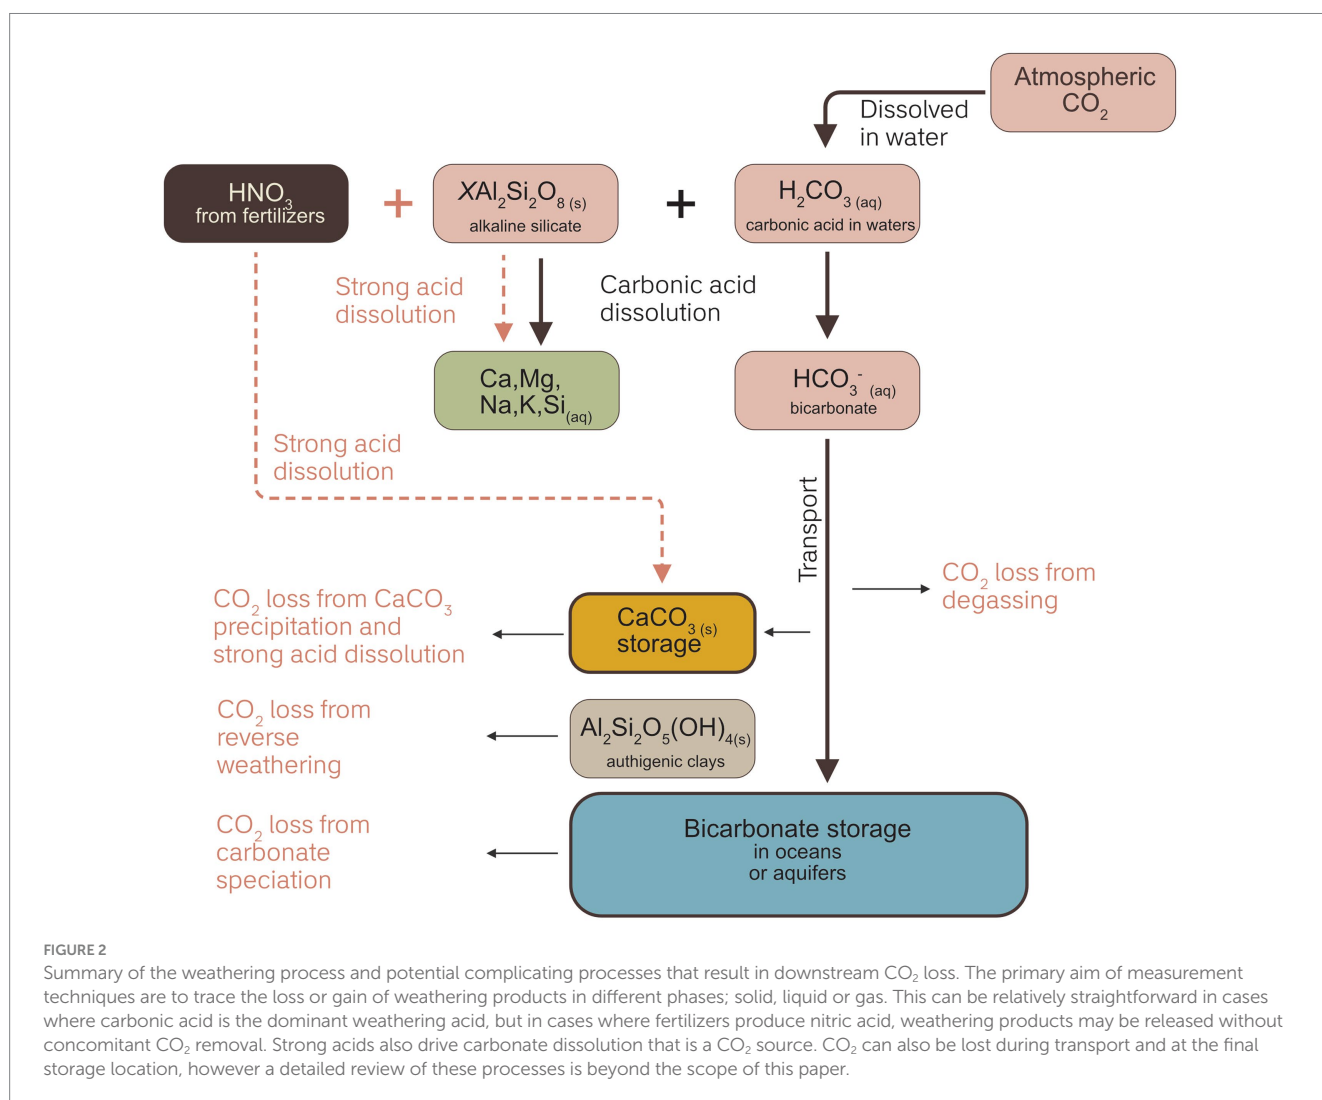 Atmospheric
CO₂
Dissolved
in water
HNO₃
from fertilizers
+
XAl₂Si₂O₈ (s)
alkaline silicate
+
H₂CO₃ (aq)
carbonic acid in waters
Strong acid
dissolution
Carbonic acid
dissolution
Ca,Mg,
Na,K,Si(aq)
HCO₃⁻ (aq)
bicarbonate
Strong acid
dissolution
Transport
CO₂ loss from
degassing
CO₂ loss from CaCO₃
precipitation and
strong acid dissolution
CaCO₃ (s)
storage
CO₂ loss from
reverse
weathering
Al₂Si₂O₅(OH)₄(s)
authigenic clays
CO₂ loss from
carbonate
speciation
Bicarbonate storage
in oceans
or aquifers
FIGURE 2
Summary of the weathering process and potential complicating processes that result in downstream CO₂ loss. The primary aim of measurement
techniques are to trace the loss or gain of weathering products in different phases; solid, liquid or gas. This can be relatively straightforward in cases
where carbonic acid is the dominant weathering acid, but in cases where fertilizers produce nitric acid, weathering products may be released without
concomitant CO₂ removal. Strong acids also drive carbonate dissolution that is a CO₂ source. CO₂ can also be lost during transport and at the final
storage location, however a detailed review of these processes is beyond the scope of this paper.